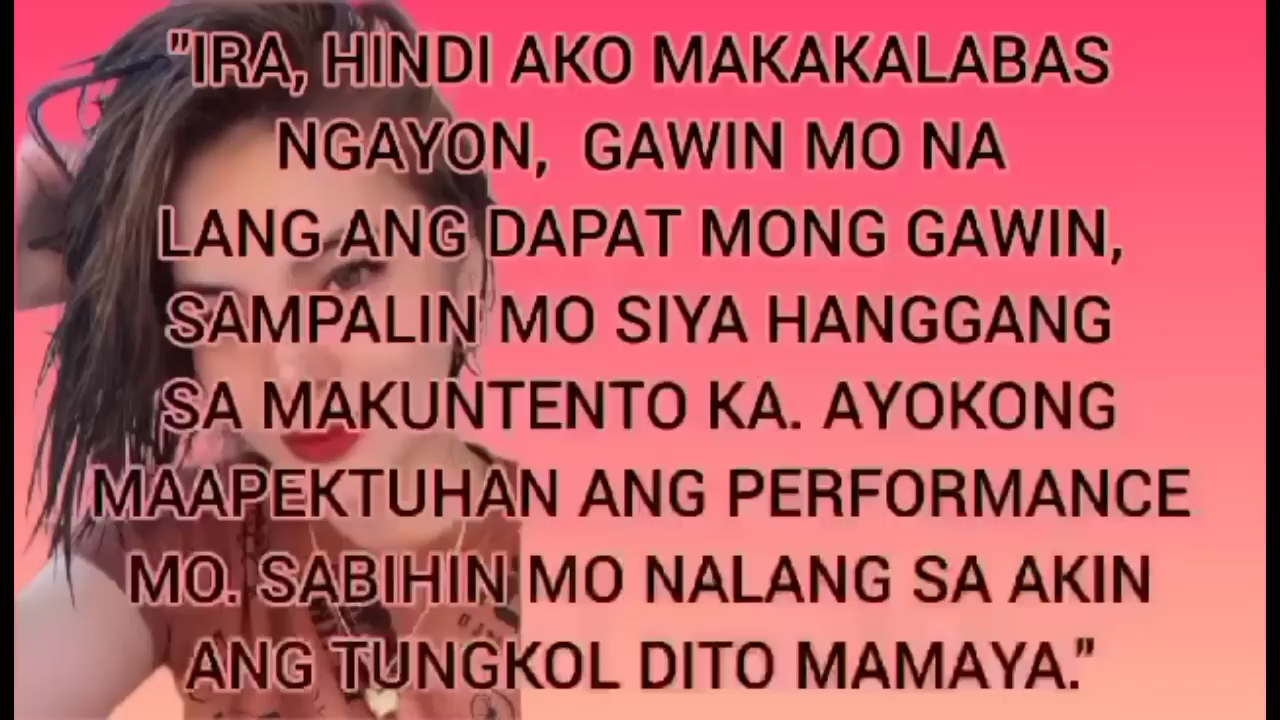 "IRA, HINDI AKO MAKAKALABAS
NGAYON, GAWIN MO NA
LANG ANG DAPAT MONG GAWIN,
SAMPALIN MO SIYA HANGGANG
SA MAKUNTENTO KA. AYOKONG
MAAPEKTUHAN ANG PERFORMANCE
MO. SABIHIN MO NALANG SA AKIN
ANG TUNGKOL DITO MAMAYA."